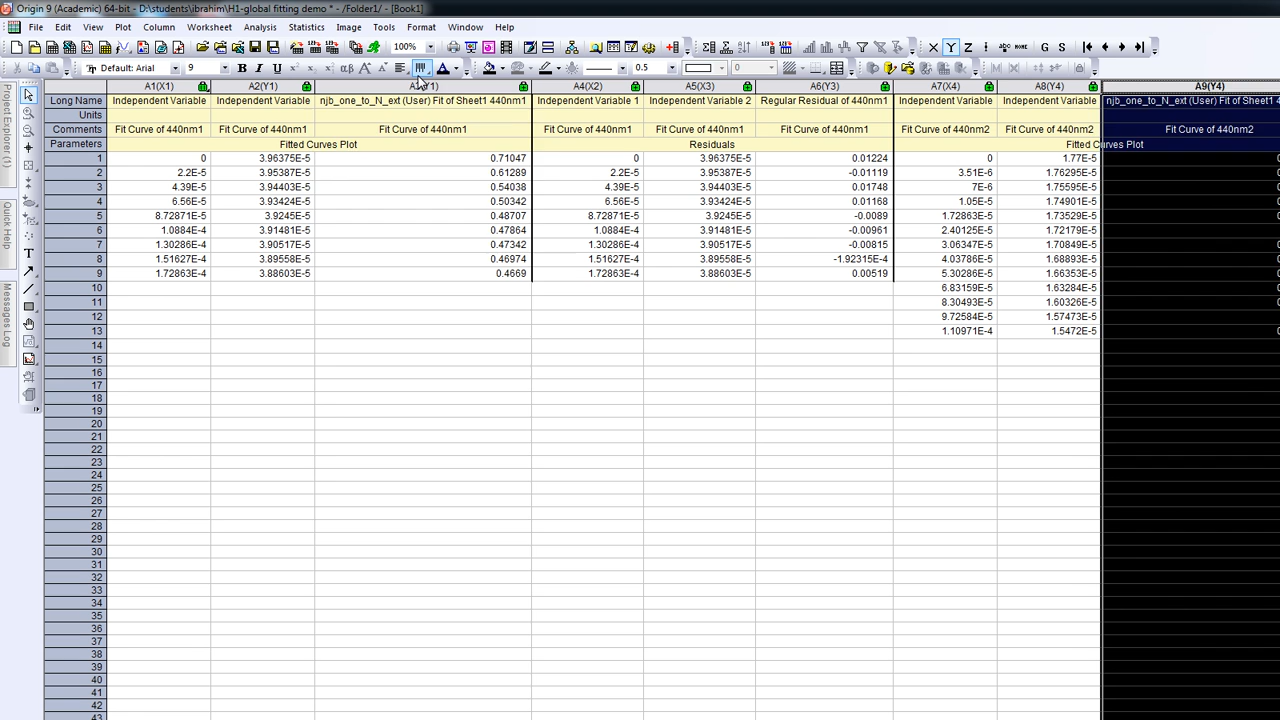 Origin 9 (Academic) 64-bit - D:\students\ibrahim\H1-global fitting demo * - /Folder1/ - [Book1]
File Edit View Plot Column Worksheet Analysis Statistics Image Tools Format Window Help
100% X Y Z G S
Default: Arial 9 B I U αβ A A A 0.5 0
A1(X1) A2(Y1) A3(Y1) A4(X2) A5(X3) A6(Y3) A7(X4) A8(Y4) A9(Y4)
Long Name Independent Variable Independent Variable njb_one_to_N_ext (User) Fit of Sheet1 440nm1 Independent Variable 1 Independent Variable 2 Regular Residual of 440nm1 Independent Variable Independent Variable njb_one_to_N_ext (User) Fit of Sheet1 4
Units
Comments Fit Curve of 440nm1 Fit Curve of 440nm1 Fit Curve of 440nm1 Fit Curve of 440nm1 Fit Curve of 440nm1 Fit Curve of 440nm1 Fit Curve of 440nm2 Fit Curve of 440nm2 Fit Curve of 440nm2
Parameters Fitted Curves Plot Residuals Fitted Curves Plot
1 0 3.96375E-5 0.71047 0 3.96375E-5 0.01224 0 1.77E-5
2 2.2E-5 3.95387E-5 0.61289 2.2E-5 3.95387E-5 -0.01119 3.51E-6 1.76295E-5
3 4.39E-5 3.94403E-5 0.54038 4.39E-5 3.94403E-5 0.01748 7E-6 1.75595E-5
4 6.56E-5 3.93424E-5 0.50342 6.56E-5 3.93424E-5 0.01168 1.05E-5 1.74901E-5
5 8.72871E-5 3.9245E-5 0.48707 8.72871E-5 3.9245E-5 -0.0089 1.72863E-5 1.73529E-5
6 1.0884E-4 3.91481E-5 0.47864 1.0884E-4 3.91481E-5 -0.00961 2.40125E-5 1.72179E-5
7 1.30286E-4 3.90517E-5 0.47342 1.30286E-4 3.90517E-5 -0.00815 3.06347E-5 1.70849E-5
8 1.51627E-4 3.89558E-5 0.46974 1.51627E-4 3.89558E-5 -1.92315E-4 4.03786E-5 1.68893E-5
9 1.72863E-4 3.88603E-5 0.4669 1.72863E-4 3.88603E-5 0.00519 5.30286E-5 1.66353E-5
10 6.83159E-5 1.63284E-5
11 8.30493E-5 1.60326E-5
12 9.72584E-5 1.57473E-5
13 1.10971E-4 1.5472E-5
14
15
16
17
18
19
20
21
22
23
24
25
26
27
28
29
30
31
32
33
34
35
36
37
38
39
40
41
42
43
Project Explorer (1)
Quick Help
Messages Log